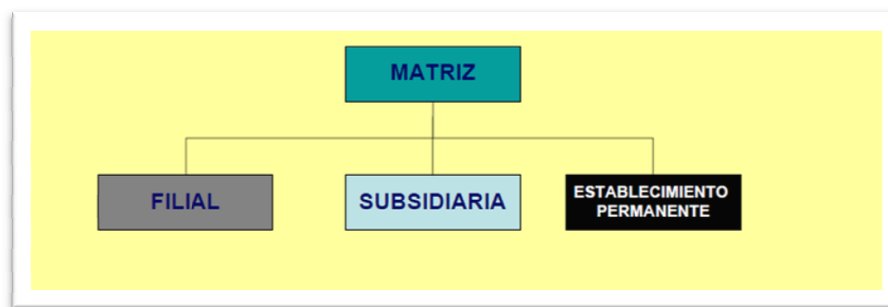 MATRIZ
FILIAL
SUBSIDIARIA
ESTABLECIMIENTO
PERMANENTE